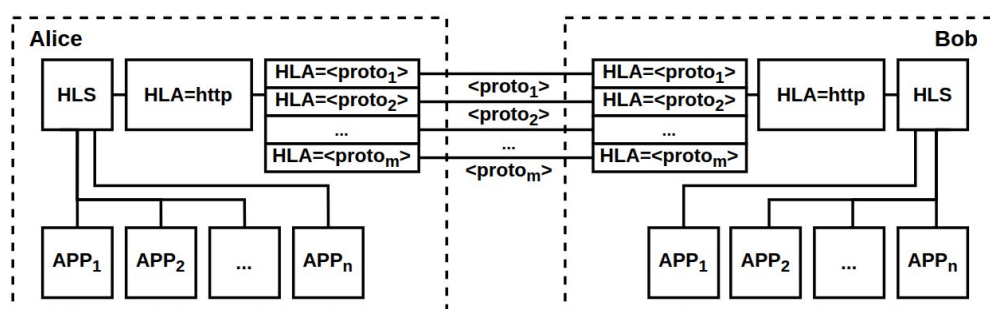 Alice
Bob
HLS
HLA=http
HLA=<proto₁>
HLA=<proto₂>
...
HLA=<protoₘ>
<proto₁>
<proto₂>
...
<protoₘ>
HLA=<proto₁>
HLA=<proto₂>
...
HLA=<protoₘ>
HLA=http
HLS
APP₁
APP₂
...
APPₙ
APP₁
APP₂
...
APPₙ